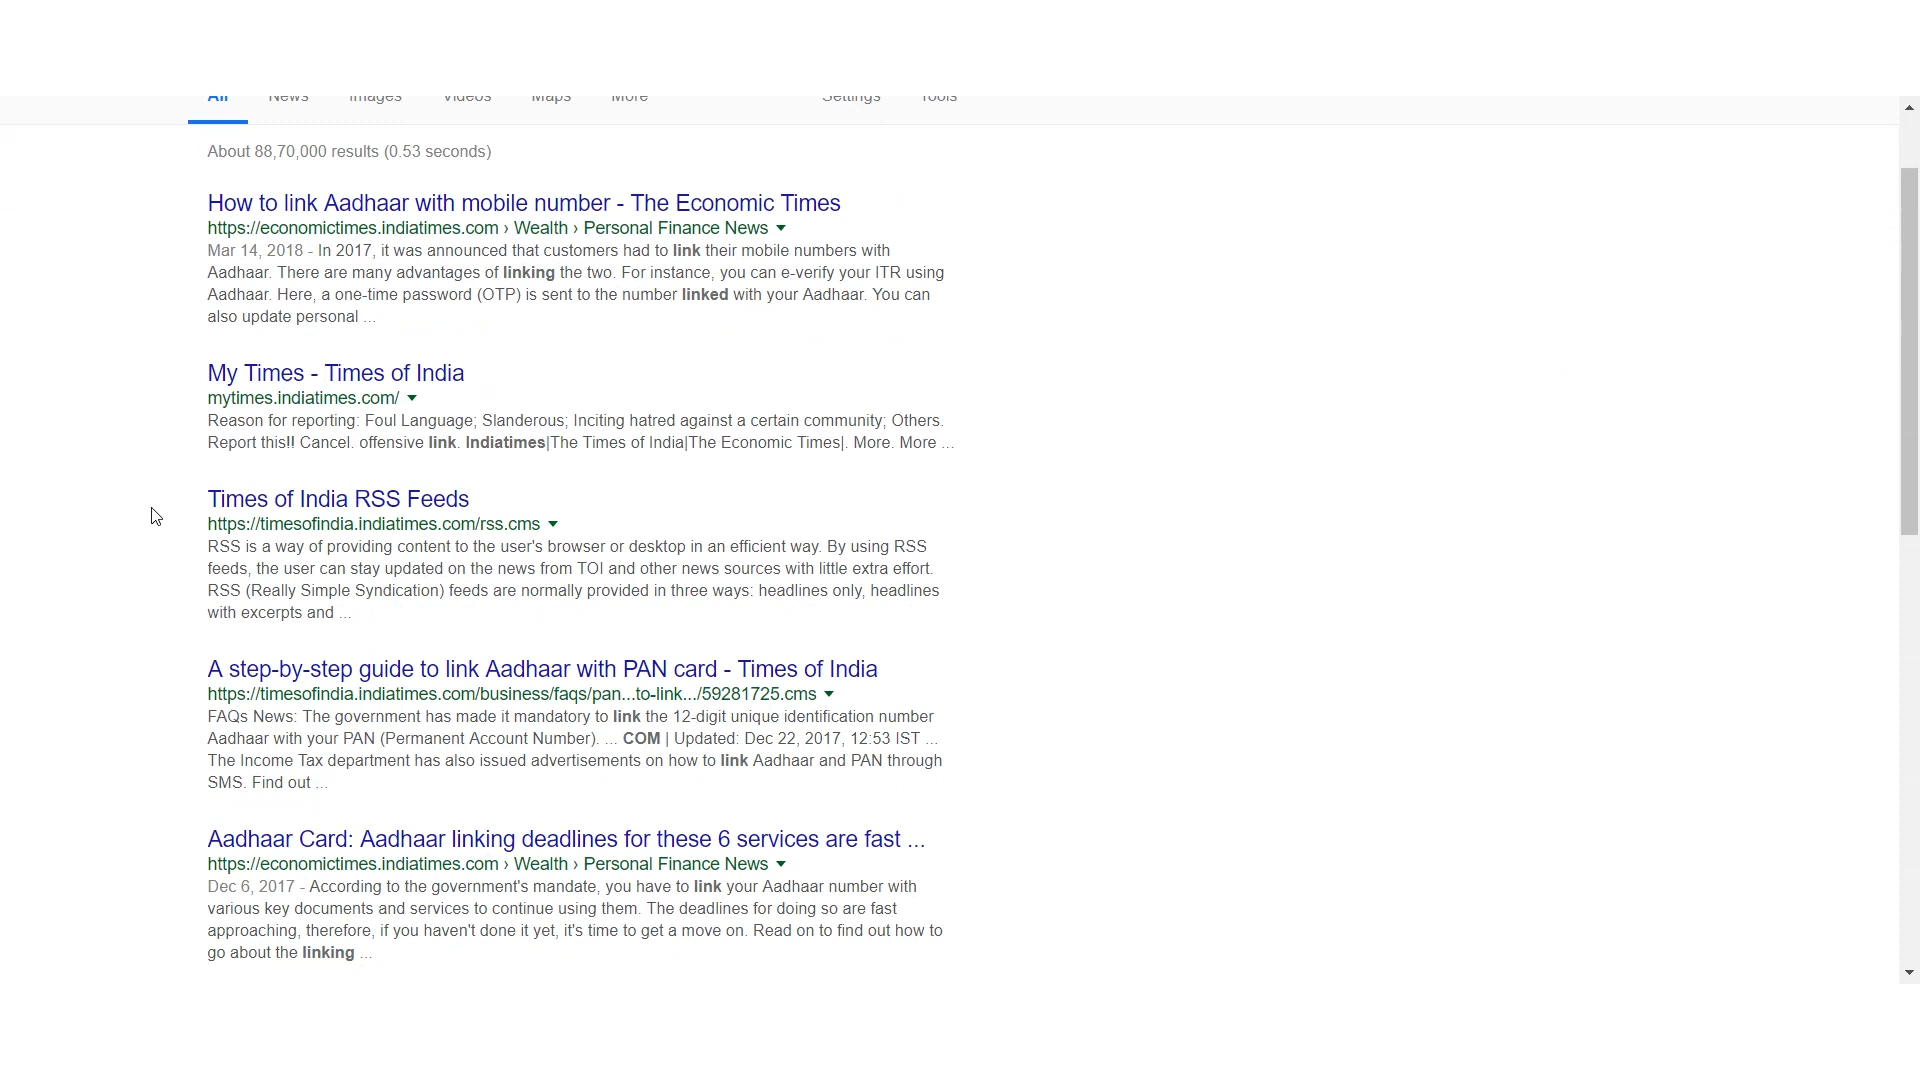 All News Images Videos Maps More Settings Tools
About 88,70,000 results (0.53 seconds)
How to link Aadhaar with mobile number - The Economic Times
https://economictimes.indiatimes.com › Wealth › Personal Finance News
Mar 14, 2018 - In 2017, it was announced that customers had to link their mobile numbers with
Aadhaar. There are many advantages of linking the two. For instance, you can e-verify your ITR using
Aadhaar. Here, a one-time password (OTP) is sent to the number linked with your Aadhaar. You can
also update personal ...
My Times - Times of India
mytimes.indiatimes.com/
Reason for reporting: Foul Language; Slanderous; Inciting hatred against a certain community; Others.
Report this!! Cancel. offensive link. Indiatimes|The Times of India|The Economic Times|. More. More ...
Times of India RSS Feeds
https://timesofindia.indiatimes.com/rss.cms
RSS is a way of providing content to the user's browser or desktop in an efficient way. By using RSS
feeds, the user can stay updated on the news from TOI and other news sources with little extra effort.
RSS (Really Simple Syndication) feeds are normally provided in three ways: headlines only, headlines
with excerpts and ...
A step-by-step guide to link Aadhaar with PAN card - Times of India
https://timesofindia.indiatimes.com/business/faqs/pan...to-link.../59281725.cms
FAQs News: The government has made it mandatory to link the 12-digit unique identification number
Aadhaar with your PAN (Permanent Account Number). ... COM | Updated: Dec 22, 2017, 12:53 IST ...
The Income Tax department has also issued advertisements on how to link Aadhaar and PAN through
SMS. Find out ...
Aadhaar Card: Aadhaar linking deadlines for these 6 services are fast ...
https://economictimes.indiatimes.com › Wealth › Personal Finance News
Dec 6, 2017 - According to the government's mandate, you have to link your Aadhaar number with
various key documents and services to continue using them. The deadlines for doing so are fast
approaching, therefore, if you haven't done it yet, it's time to get a move on. Read on to find out how to
go about the linking ...